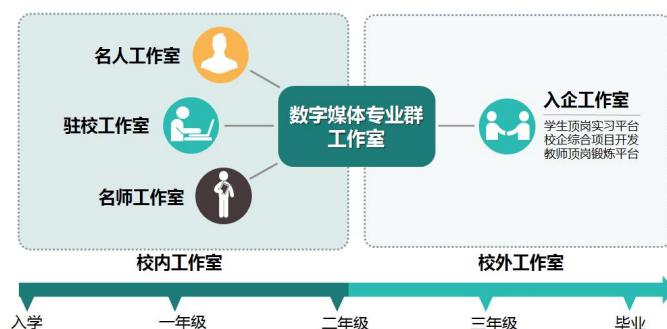 名人工作室
驻校工作室
名师工作室
数字媒体专业群
工作室
入企工作室
学生顶岗实习平台
校企综合项目开发
教师顶岗锻炼平台
校内工作室
校外工作室
入学
一年级
二年级
三年级
毕业